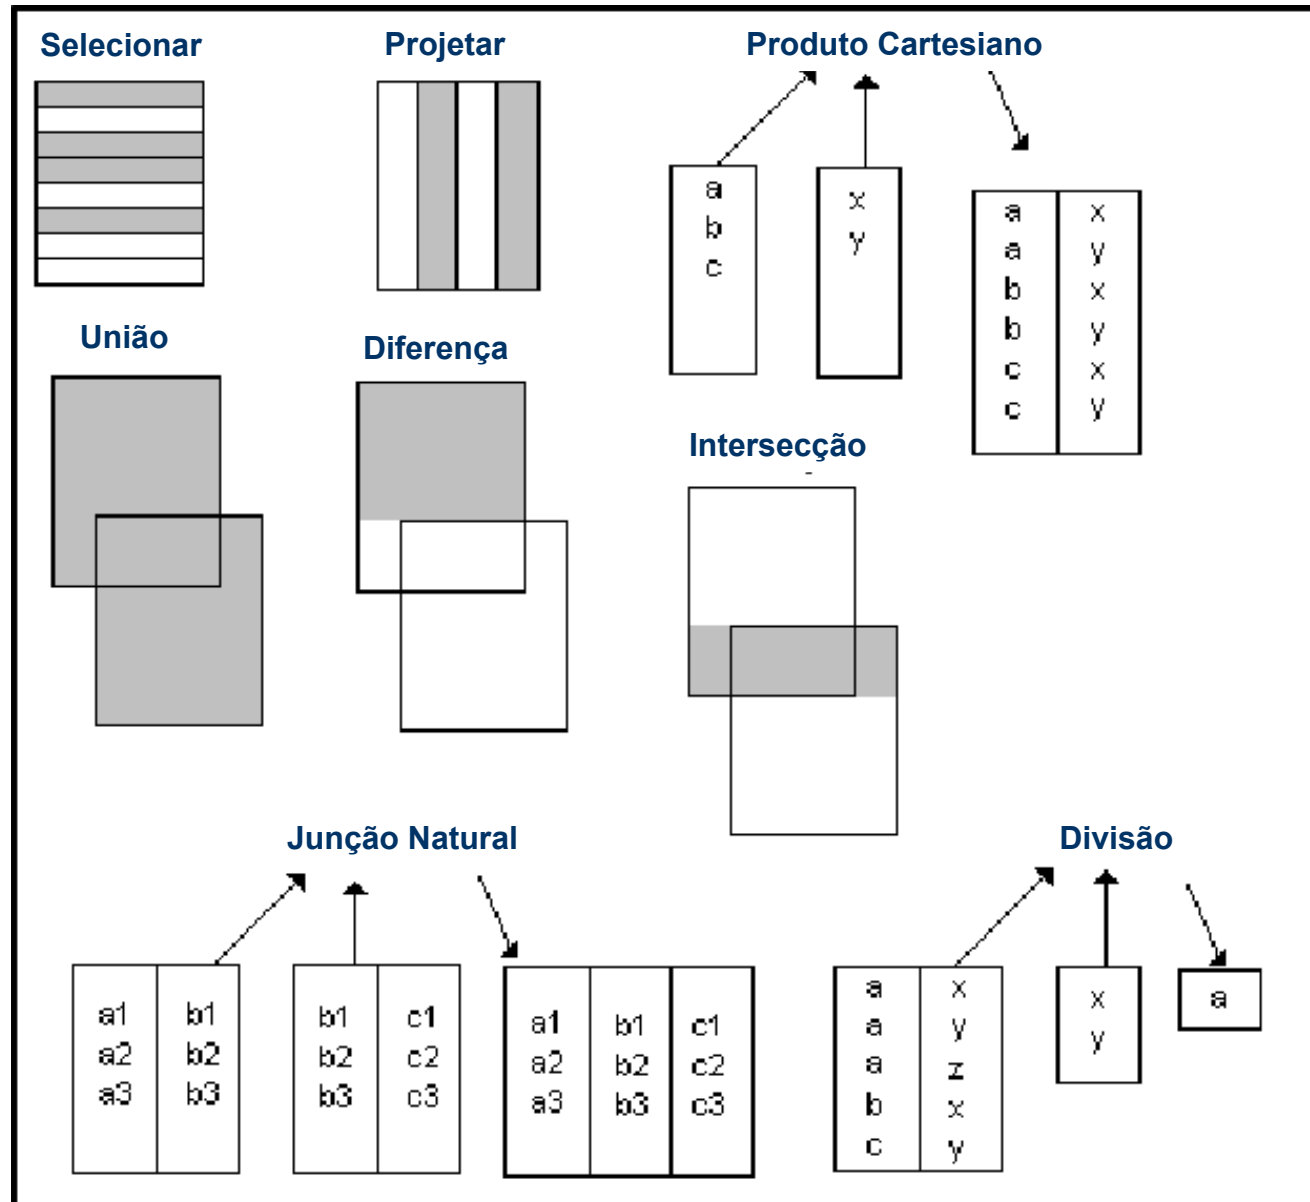 Selecionar
Projetar
Produto Cartesiano
a
b
c
x
y
a x
a y
b x
b y
c x
c y
União
Diferença
Intersecção
Junção Natural
a1 b1
a2 b2
a3 b3
b1 c1
b2 c2
b3 c3
a1 b1 c1
a2 b2 c2
a3 b3 c3
Divisão
a x
a y
a z
b x
c y
x
y
a